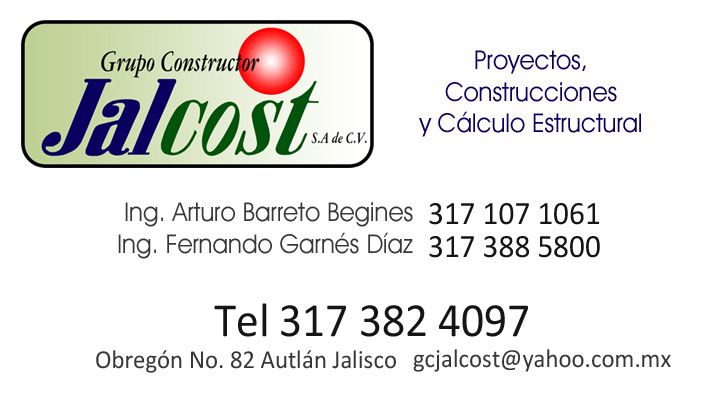 Grupo Constructor
Jalcost
S.A de C.V.
Proyectos,
Construcciones
y Cálculo Estructural
Ing. Arturo Barreto Begines 317 107 1061
Ing. Fernando Garnés Díaz 317 388 5800
Tel 317 382 4097
Obregón No. 82 Autlán Jalisco gcjalcost@yahoo.com.mx